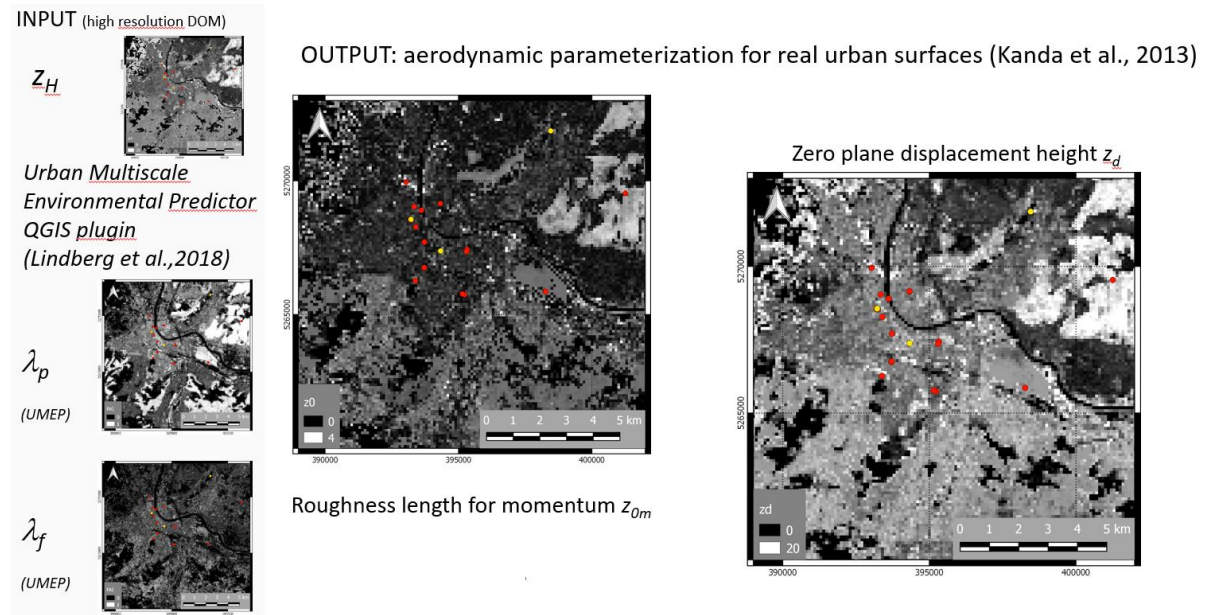 INPUT (high resolution DOM)
z_H
Urban Multiscale
Environmental Predictor
QGIS plugin
(Lindberg et al.,2018)
λ_p
(UMEP)
λ_f
(UMEP)
OUTPUT: aerodynamic parameterization for real urban surfaces (Kanda et al., 2013)
5270000
5265000
z0
0
4
0 1 2 3 4 5 km
390000 395000 400000
Roughness length for momentum z_0m
Zero plane displacement height z_d
5270000
5265000
zd
0
20
0 1 2 3 4 5 km
390000 395000 400000